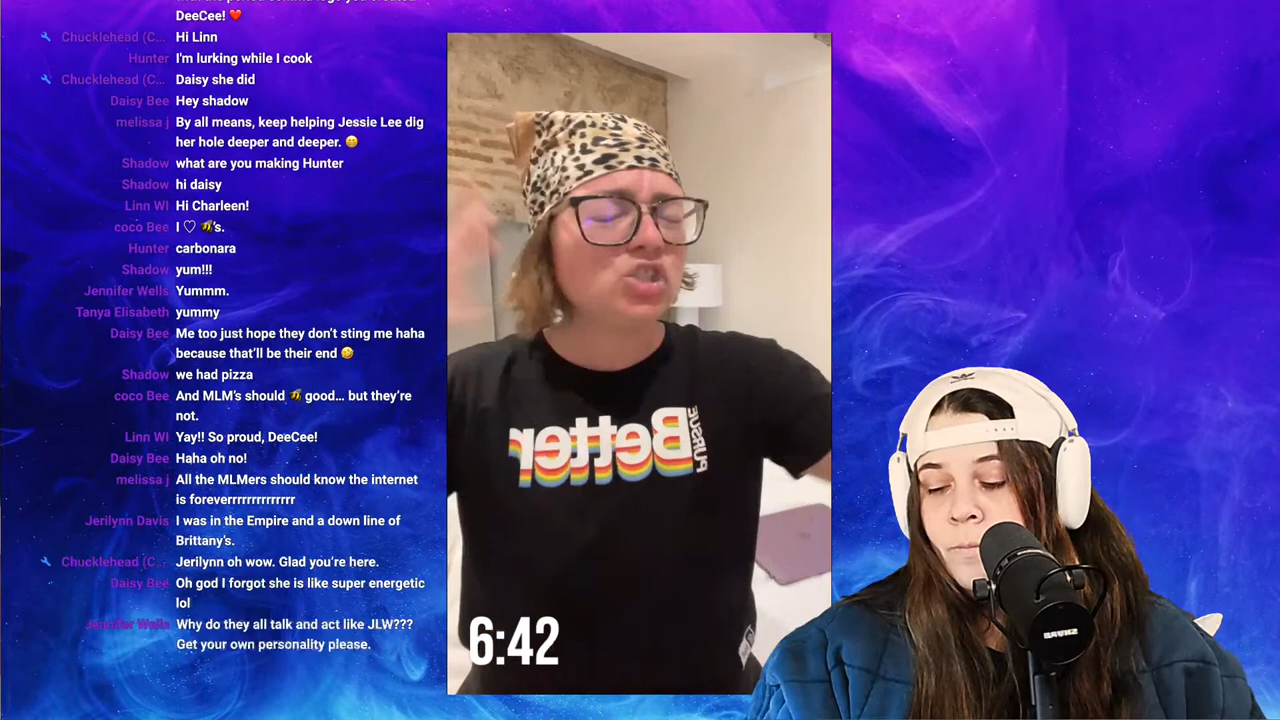 DeeCee! ❤️
Chucklehead (C... Hi Linn
Hunter I'm lurking while I cook
Chucklehead (C... Daisy she did
Daisy Bee Hey shadow
melissa j By all means, keep helping Jessie Lee dig
her hole deeper and deeper. 😁
Shadow what are you making Hunter
Shadow hi daisy
Linn WI Hi Charleen!
coco Bee I ♡ 🐝's.
Hunter carbonara
Shadow yum!!!
Jennifer Wells Yummm.
Tanya Elisabeth yummy
Daisy Bee Me too just hope they don't sting me haha
because that'll be their end 🤣
Shadow we had pizza
coco Bee And MLM's should 🐝 good... but they're
not.
Linn WI Yay!! So proud, DeeCee!
Daisy Bee Haha oh no!
melissa j All the MLMers should know the internet
is foreverrrrrrrrrrrrr
Jerilynn Davis I was in the Empire and a down line of
Brittany's.
Chucklehead (C... Jerilynn oh wow. Glad you're here.
Daisy Bee Oh god I forgot she is like super energetic
lol
Jennifer Wells Why do they all talk and act like JLW???
Get your own personality please.
PURSUE
Better
6:42
SHURE